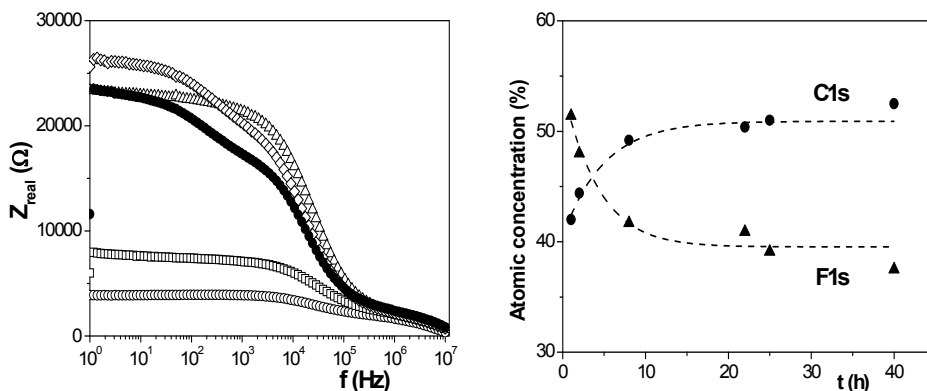 30000
20000
10000
0
Z_real (Ω)
10^0 10^1 10^2 10^3 10^4 10^5 10^6 10^7
f (Hz)
60
50
40
30
Atomic concentration (%)
C1s
F1s
0 10 20 30 40
t (h)